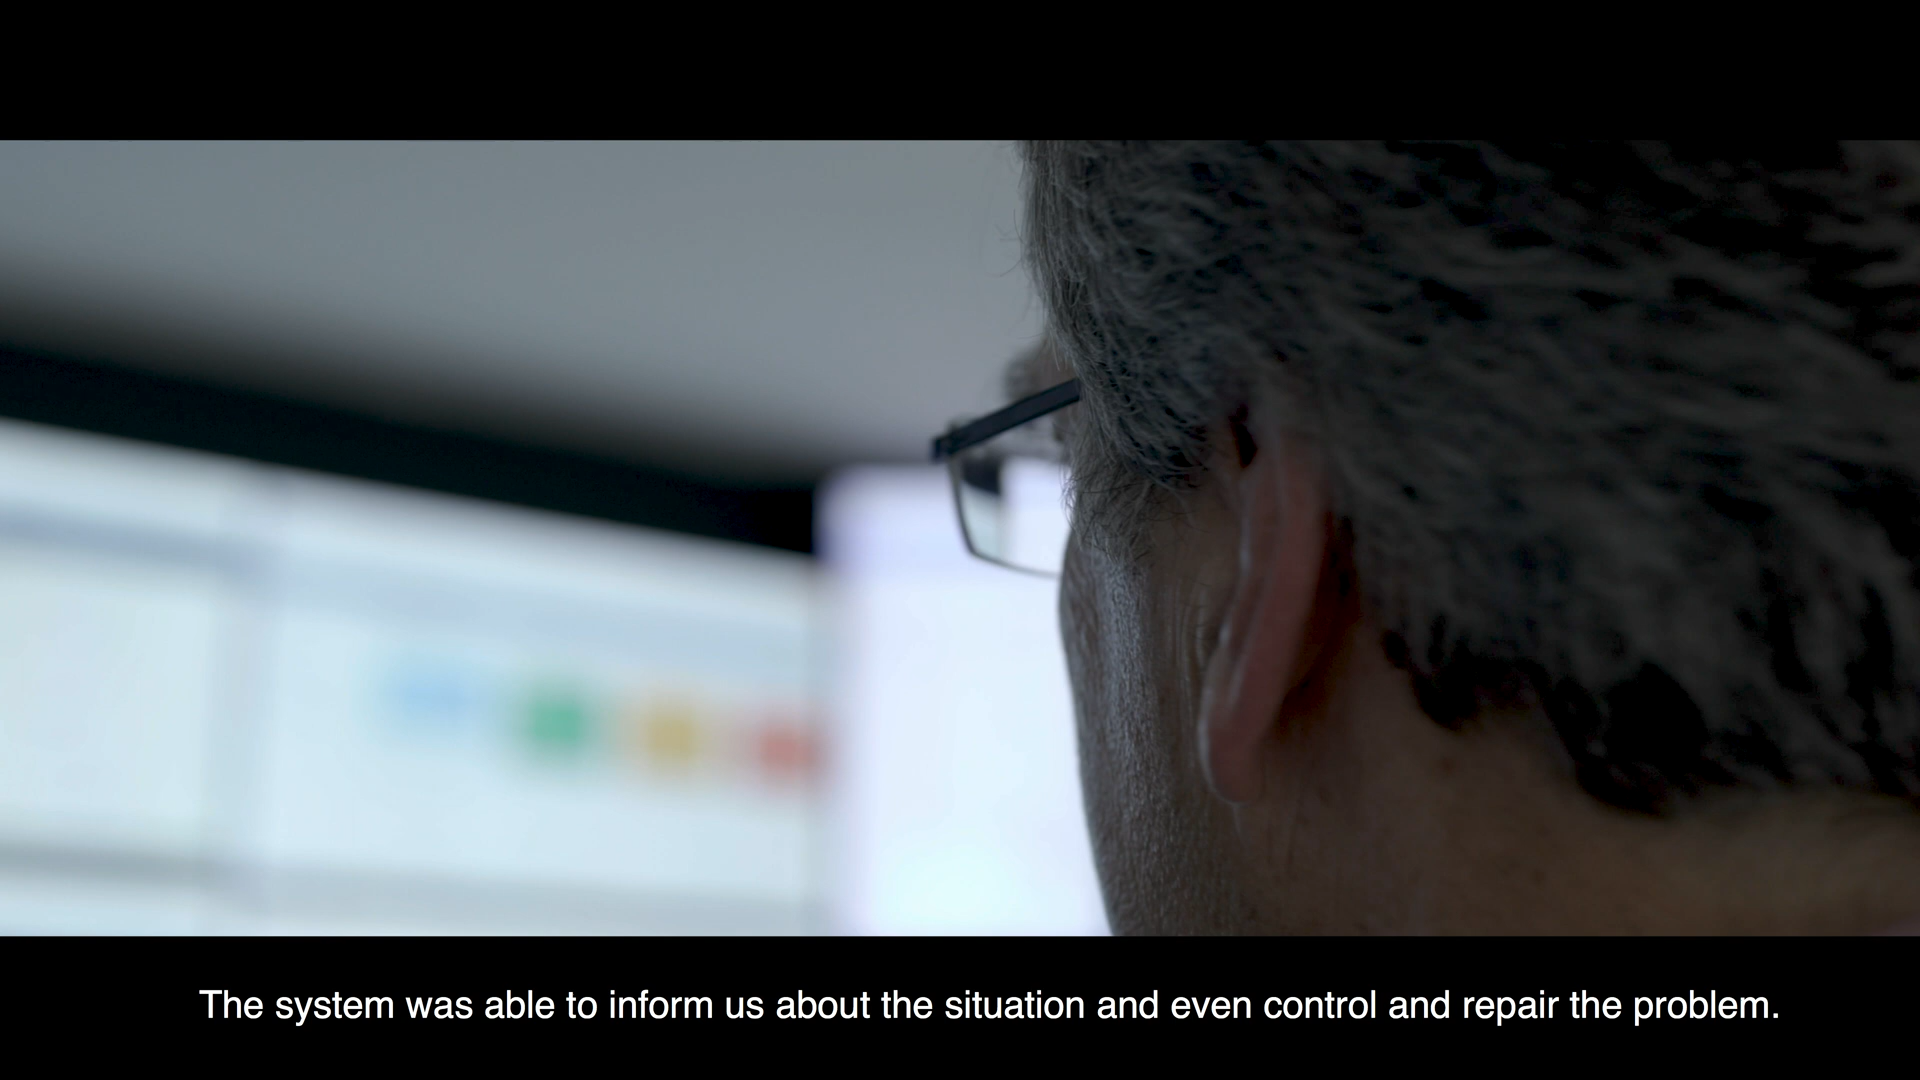 The system was able to inform us about the situation and even control and repair the problem.